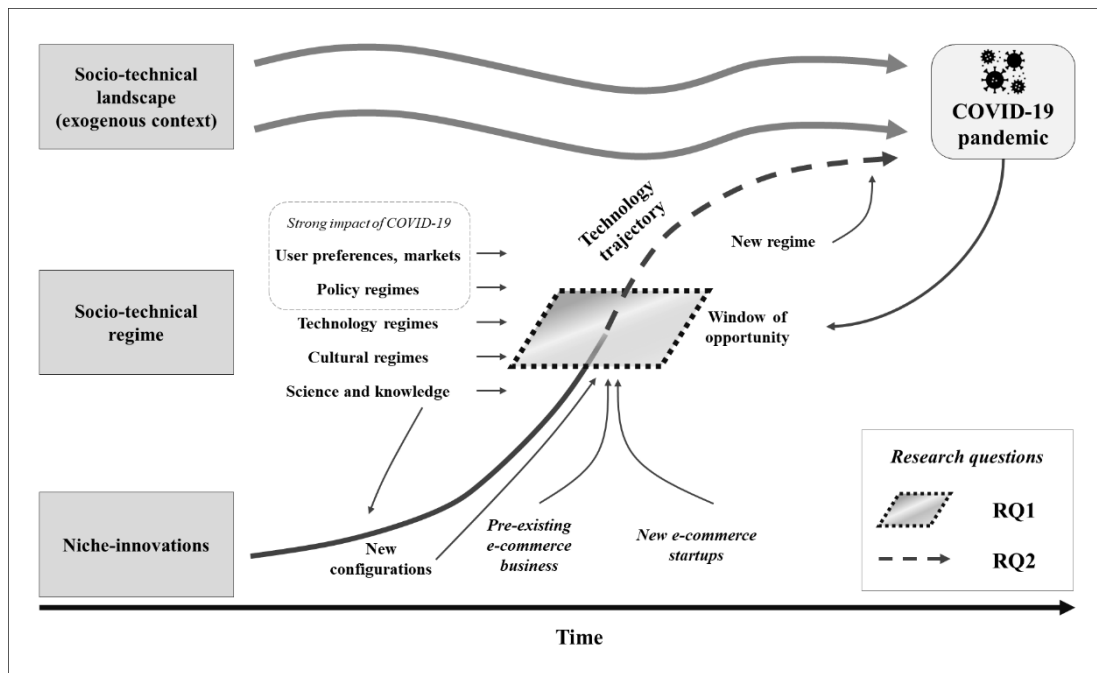 Socio-technical
landscape
(exogenous context)
COVID-19
pandemic
Technology
trajectory
Strong impact of COVID-19
User preferences, markets
Policy regimes
Technology regimes
Cultural regimes
Science and knowledge
New regime
Socio-technical
regime
Window of
opportunity
Niche-innovations
New
configurations
Pre-existing
e-commerce
business
New e-commerce
startups
Research questions
RQ1
RQ2
Time